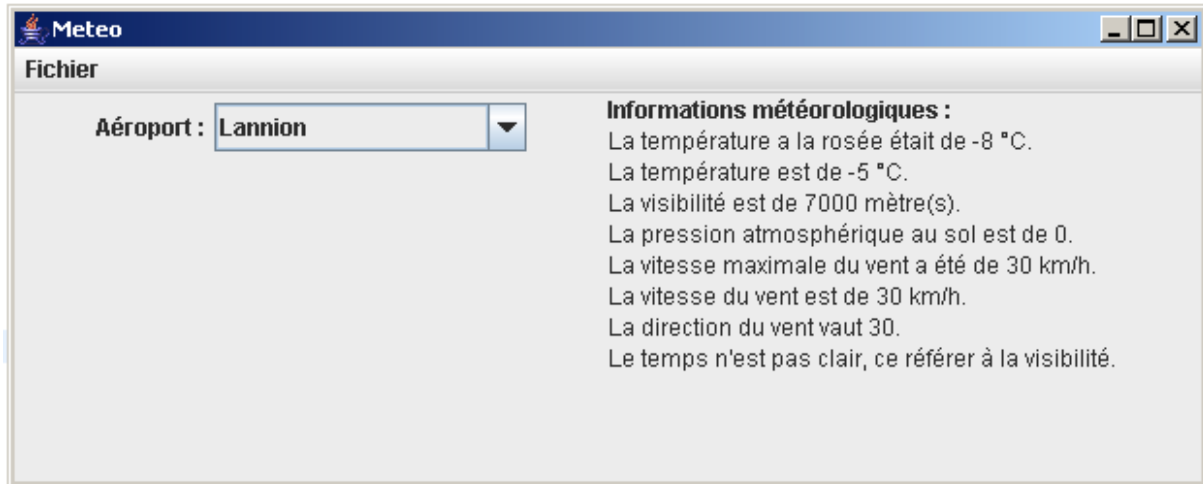 Meteo
Fichier
Aéroport : Lannion
Informations météorologiques :
La température a la rosée était de -8 °C.
La température est de -5 °C.
La visibilité est de 7000 mètre(s).
La pression atmosphérique au sol est de 0.
La vitesse maximale du vent a été de 30 km/h.
La vitesse du vent est de 30 km/h.
La direction du vent vaut 30.
Le temps n'est pas clair, ce référer à la visibilité.